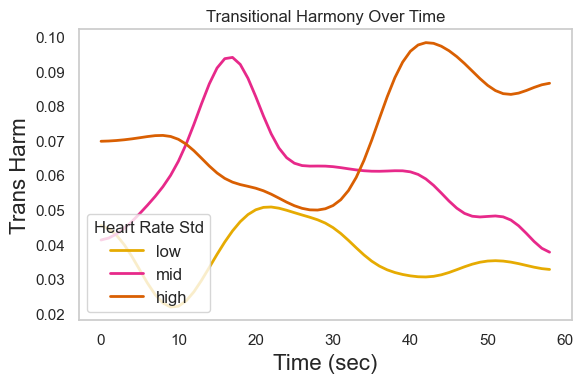 Transitional Harmony Over Time
Trans Harm
0.10
0.09
0.08
0.07
0.06
0.05
0.04
0.03
0.02
Heart Rate Std
low
mid
high
0 10 20 30 40 50 60
Time (sec)